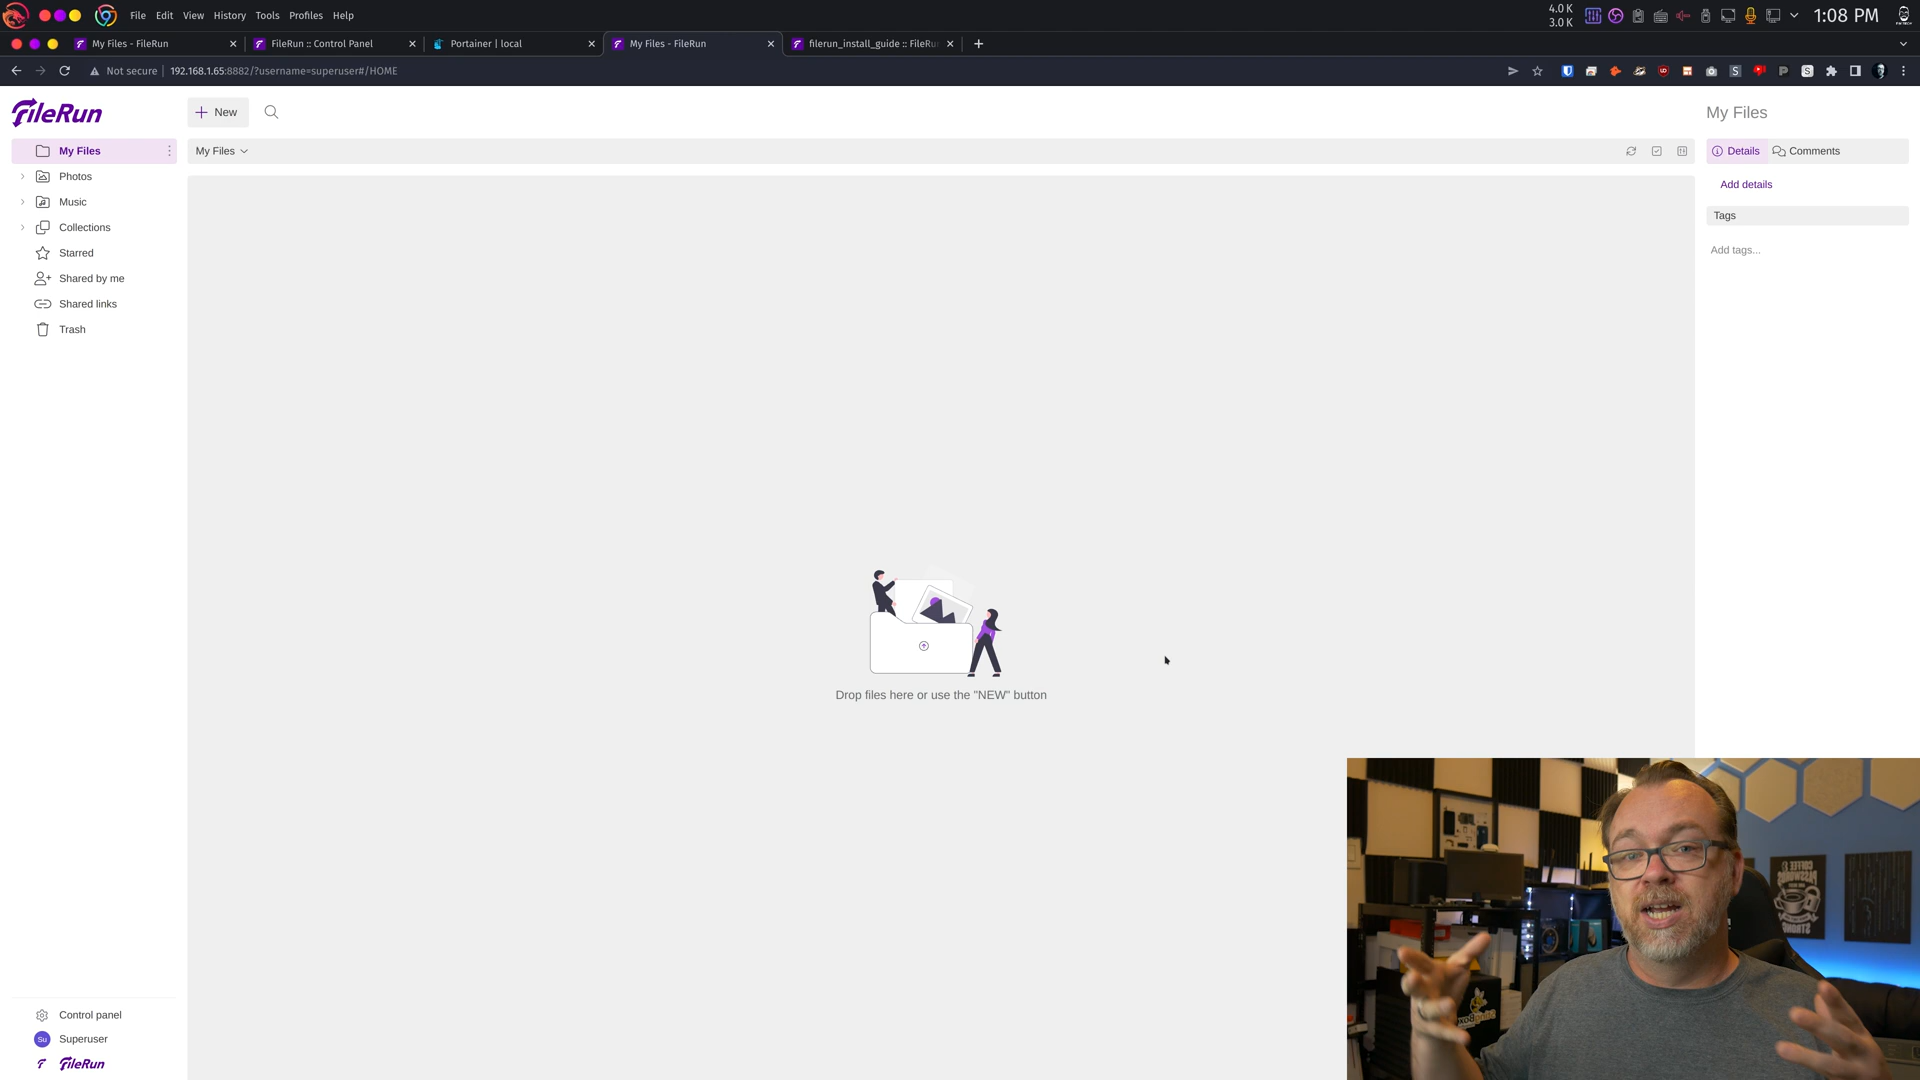 File Edit View History Tools Profiles Help
4.0 K
3.0 K
1:08 PM
My Files - FileRun
FileRun :: Control Panel
Portainer | local
My Files - FileRun
filerun_install_guide :: FileRu
Not secure
192.168.1.65:8882/?username=superuser#/HOME
FileRun
New
My Files
My Files
My Files
Details
Comments
Photos
Add details
Music
Tags
Collections
Add tags...
Starred
Shared by me
Shared links
Trash
Drop files here or use the "NEW" button
Control panel
Su
Superuser
FileRun
COFFEE &
PASSWORDS
STRONG